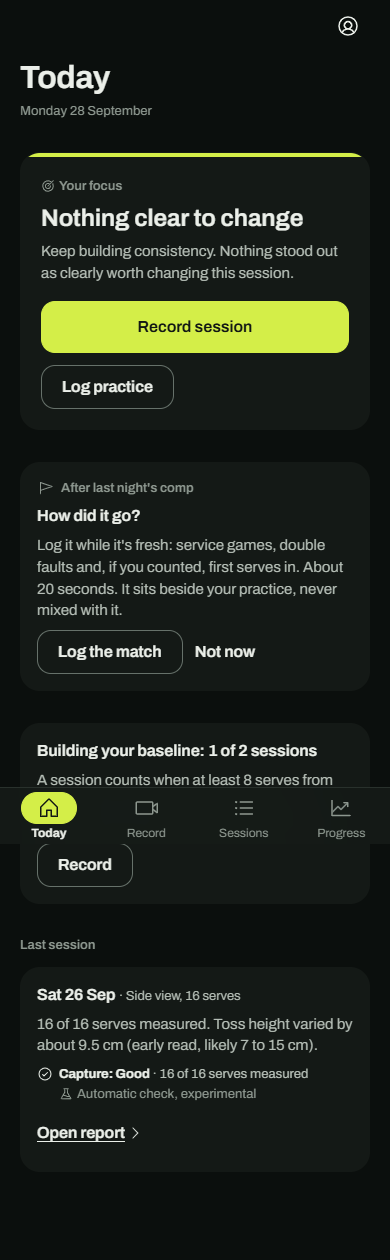 Today
Monday 28 September
Your focus
Nothing clear to change
Keep building consistency. Nothing stood out
as clearly worth changing this session.
Record session
Log practice
After last night's comp
How did it go?
Log it while it's fresh: service games, double
faults and, if you counted, first serves in. About
20 seconds. It sits beside your practice, never
mixed with it.
Log the match
Not now
Building your baseline: 1 of 2 sessions
A session counts when at least 8 serves from
Today
Record
Sessions
Progress
Record
Last session
Sat 26 Sep · Side view, 16 serves
16 of 16 serves measured. Toss height varied by
about 9.5 cm (early read, likely 7 to 15 cm).
Capture: Good · 16 of 16 serves measured
Automatic check, experimental
Open report